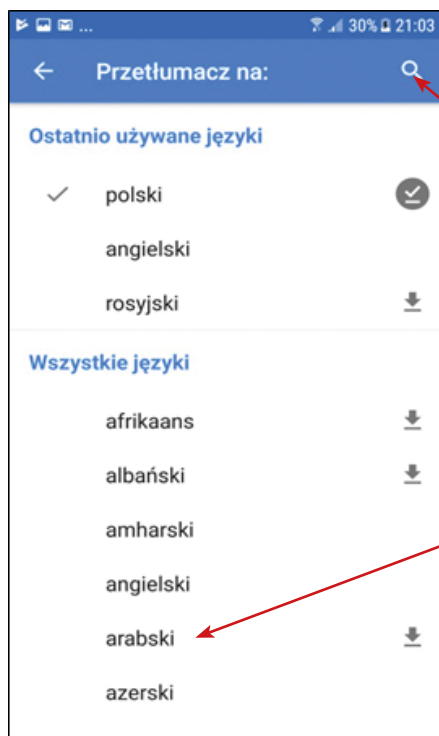 ... 30% 21:03
Przetłumacz na:
Ostatnio używane języki
polski
angielski
rosyjski
Wszystkie języki
afrikaans
albański
amharski
angielski
arabski
azerski